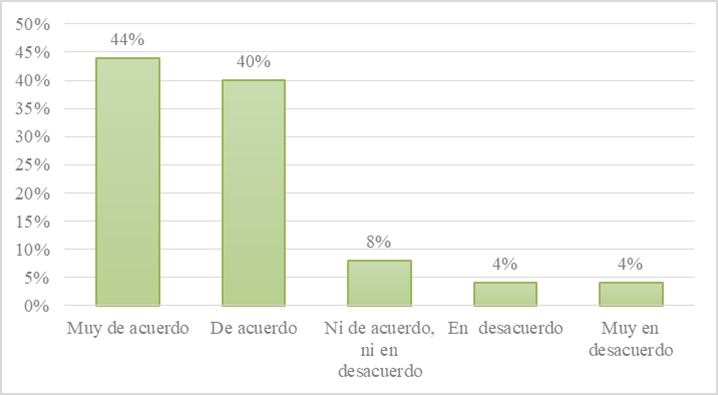 50%
45%
40%
35%
30%
25%
20%
15%
10%
5%
0%
44%
40%
8%
4%
4%
Muy de acuerdo
De acuerdo
Ni de acuerdo,
ni en
desacuerdo
En desacuerdo
Muy en
desacuerdo